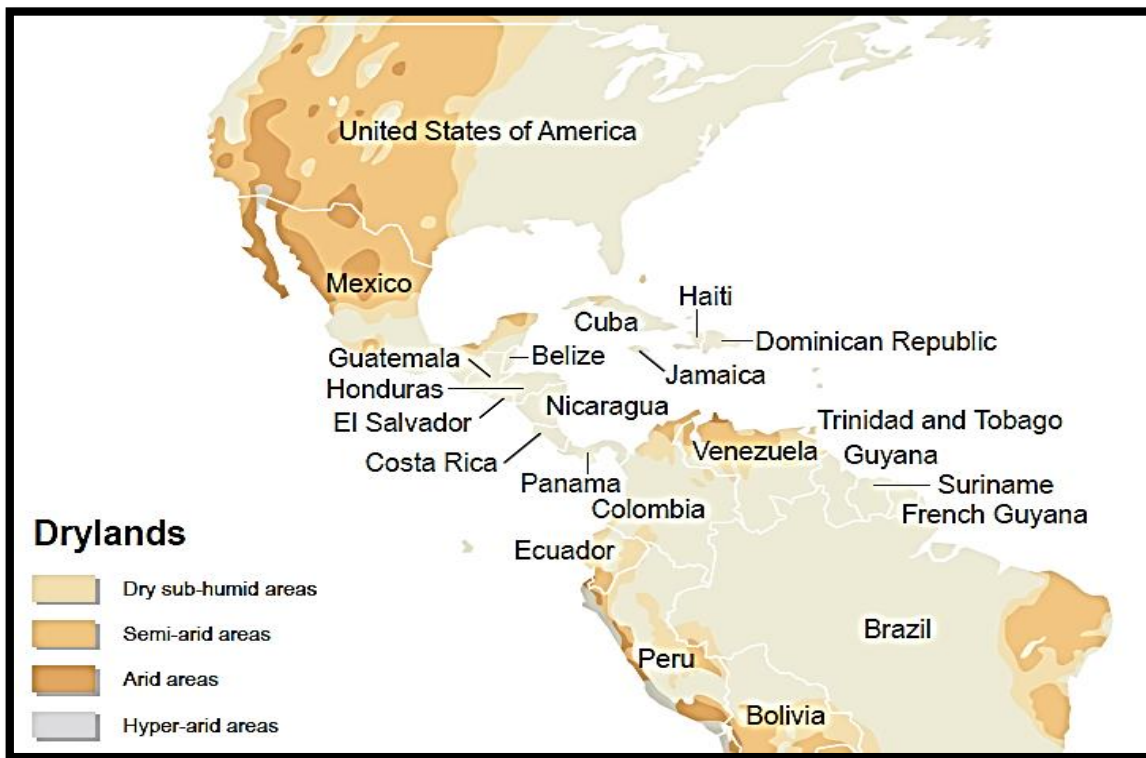 United States of America
Mexico
Haiti
Cuba
Dominican Republic
Guatemala
Belize
Jamaica
Honduras
Nicaragua
El Salvador
Trinidad and Tobago
Venezuela
Guyana
Costa Rica
Panama
Suriname
Colombia
French Guyana
Ecuador
Brazil
Peru
Bolivia
Drylands
Dry sub-humid areas
Semi-arid areas
Arid areas
Hyper-arid areas